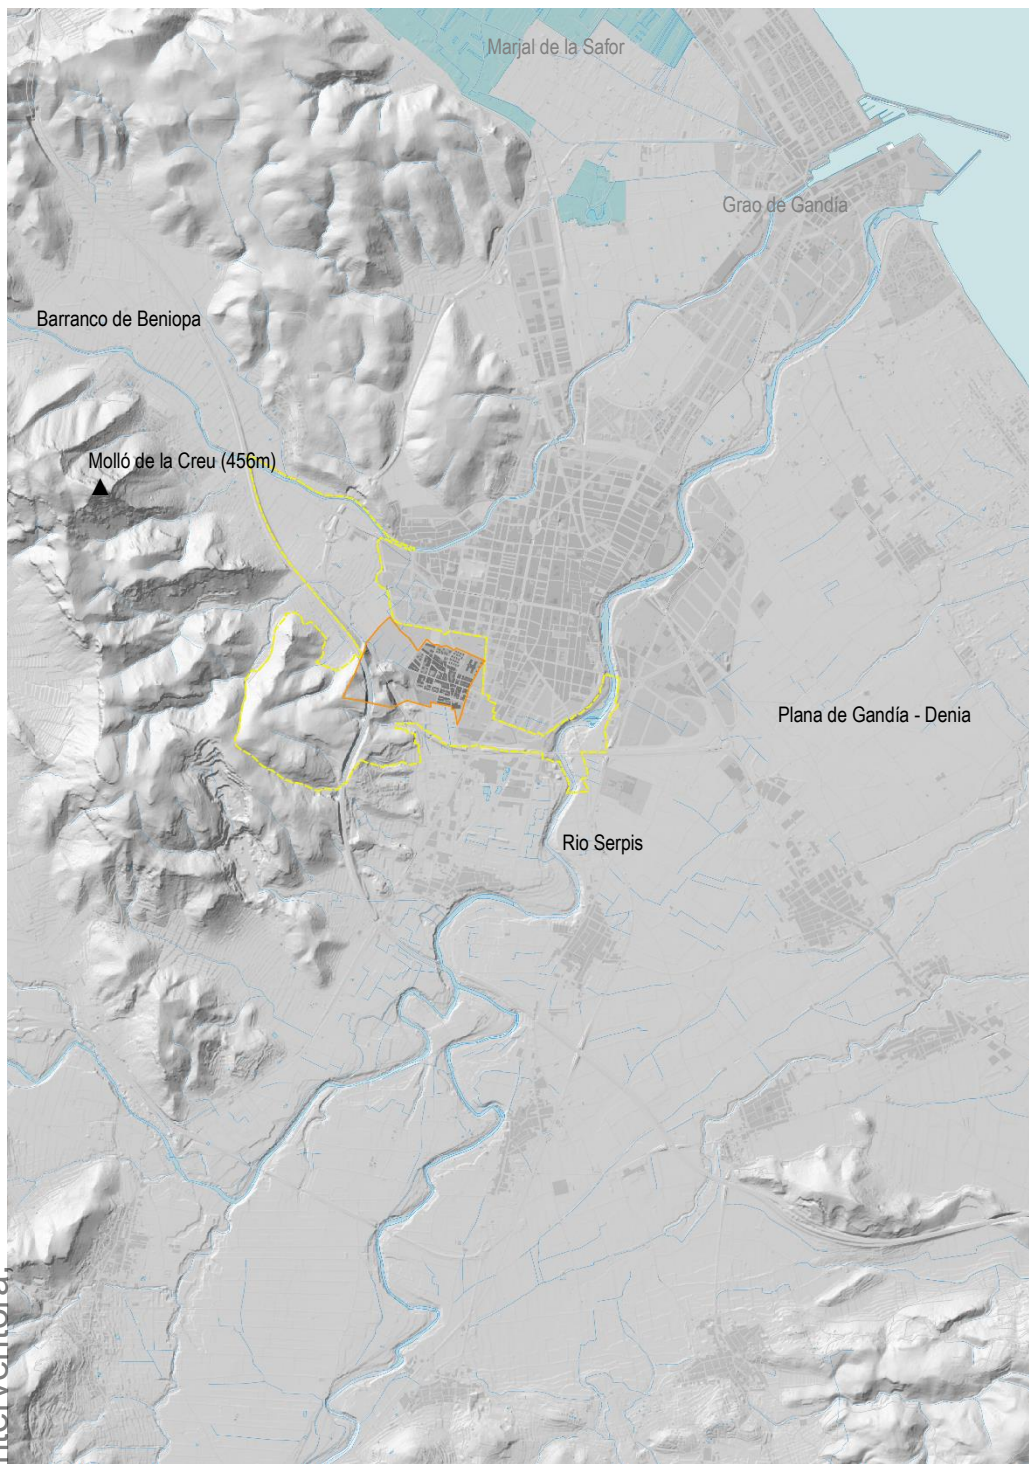 Marjal de la Safor
Grao de Gandía
Barranco de Beniopa
Molló de la Creu (456m)
Plana de Gandía - Denia
Rio Serpis